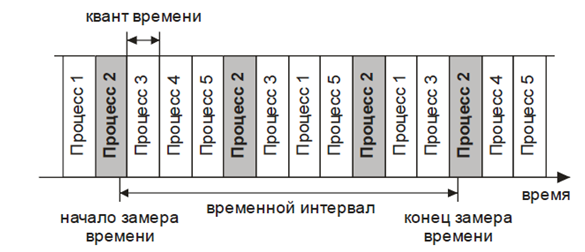 квант времени
Процесс 1
Процесс 2
Процесс 3
Процесс 4
Процесс 5
Процесс 2
Процесс 3
Процесс 1
Процесс 5
Процесс 2
Процесс 1
Процесс 3
Процесс 2
Процесс 4
Процесс 5
время
временной интервал
начало замера
времени
конец замера
времени